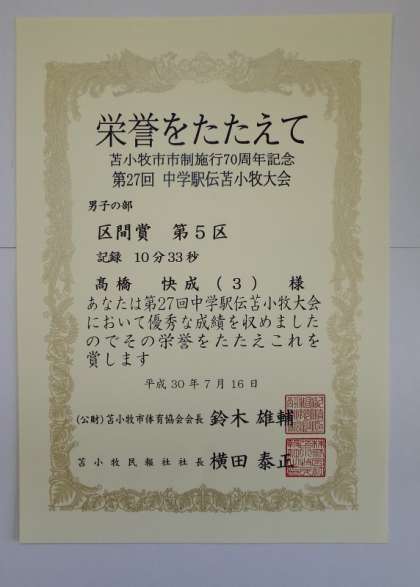 栄誉をたたえて
苫小牧市市制施行70周年記念
第27回 中学駅伝苫小牧大会
男子の部
区間賞 第5区
記録 10分33秒
髙橋 快成(3) 様
あなたは第27回中学駅伝苫小牧大会
において優秀な成績を収めました
のでその栄誉をたたえこれを
賞します
平成30年7月16日
(公財)苫小牧市体育協会会長 鈴木 雄輔
苫小牧民報社社長 横田 泰正